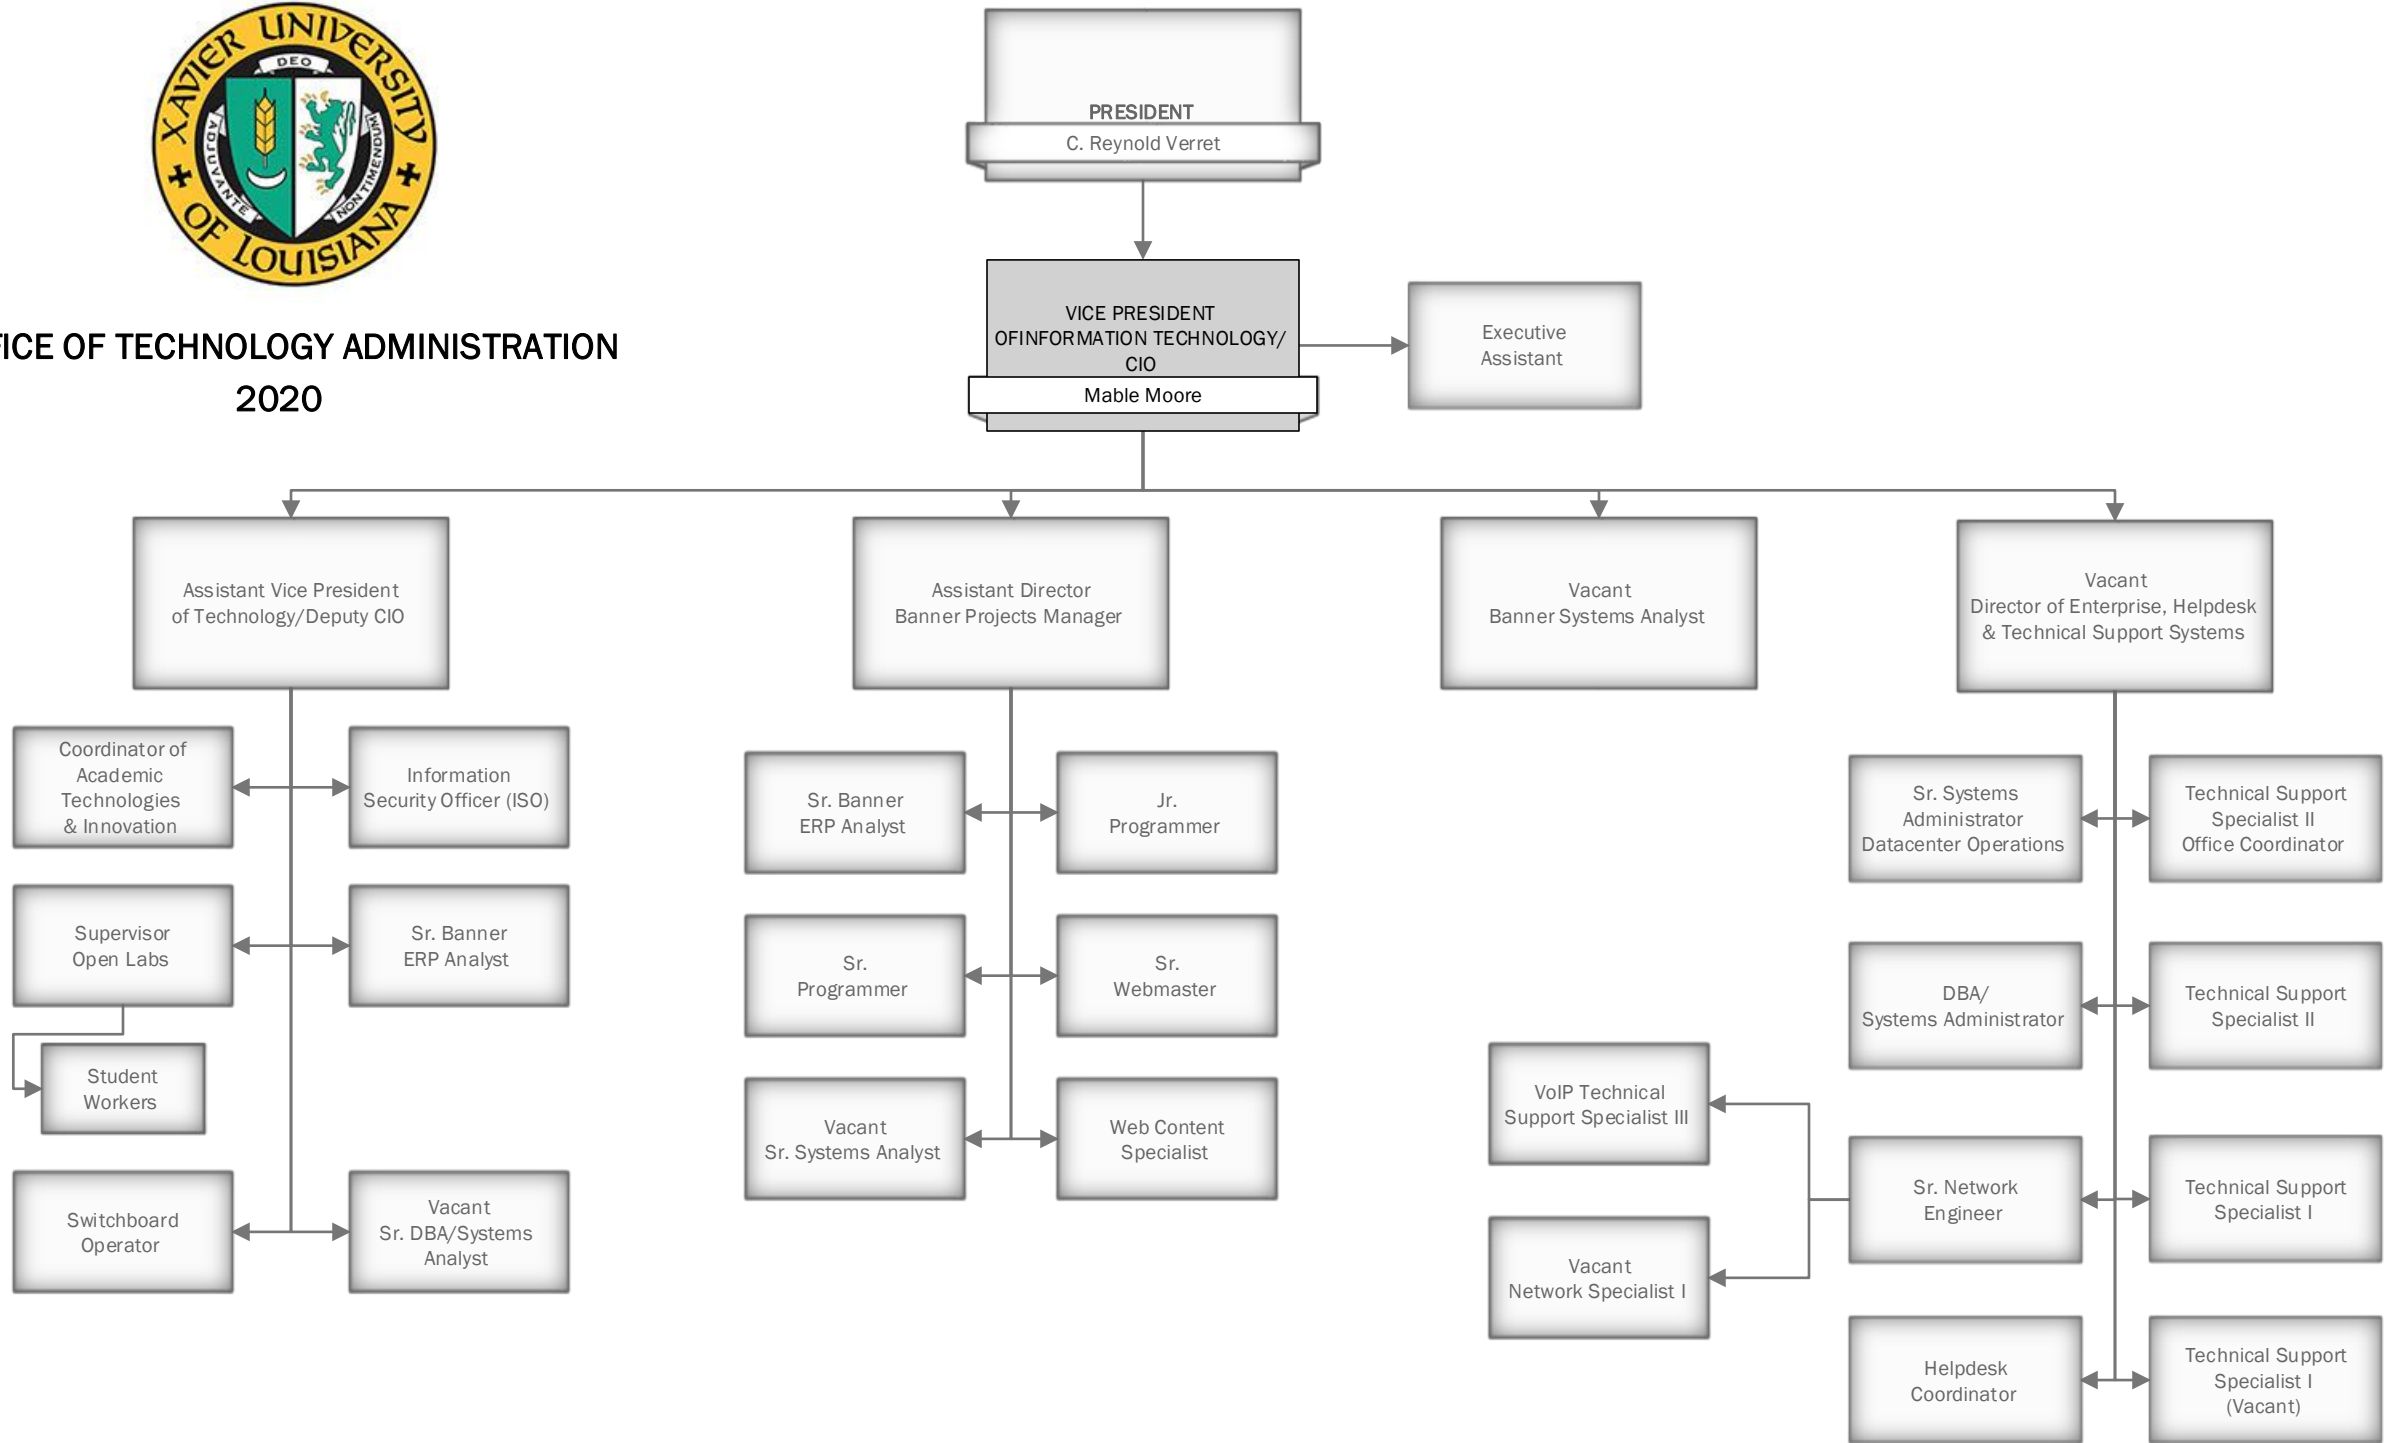 XAVIER UNIVERSITY
OF LOUISIANA
DEO
ADJUVANTE
NON TIMENDUM
FICE OF TECHNOLOGY ADMINISTRATION
2020
PRESIDENT
C. Reynold Verret
VICE PRESIDENT
OFINFORMATION TECHNOLOGY/
CIO
Mable Moore
Executive
Assistant
Assistant Vice President
of Technology/Deputy CIO
Assistant Director
Banner Projects Manager
Vacant
Banner Systems Analyst
Vacant
Director of Enterprise, Helpdesk
& Technical Support Systems
Coordinator of
Academic
Technologies
& Innovation
Information
Security Officer (ISO)
Supervisor
Open Labs
Sr. Banner
ERP Analyst
Student
Workers
Switchboard
Operator
Vacant
Sr. DBA/Systems
Analyst
Sr. Banner
ERP Analyst
Jr.
Programmer
Sr.
Programmer
Sr.
Webmaster
Vacant
Sr. Systems Analyst
Web Content
Specialist
Sr. Systems
Administrator
Datacenter Operations
Technical Support
Specialist II
Office Coordinator
DBA/
Systems Administrator
Technical Support
Specialist II
VoIP Technical
Support Specialist III
Vacant
Network Specialist I
Sr. Network
Engineer
Technical Support
Specialist I
Helpdesk
Coordinator
Technical Support
Specialist I
(Vacant)